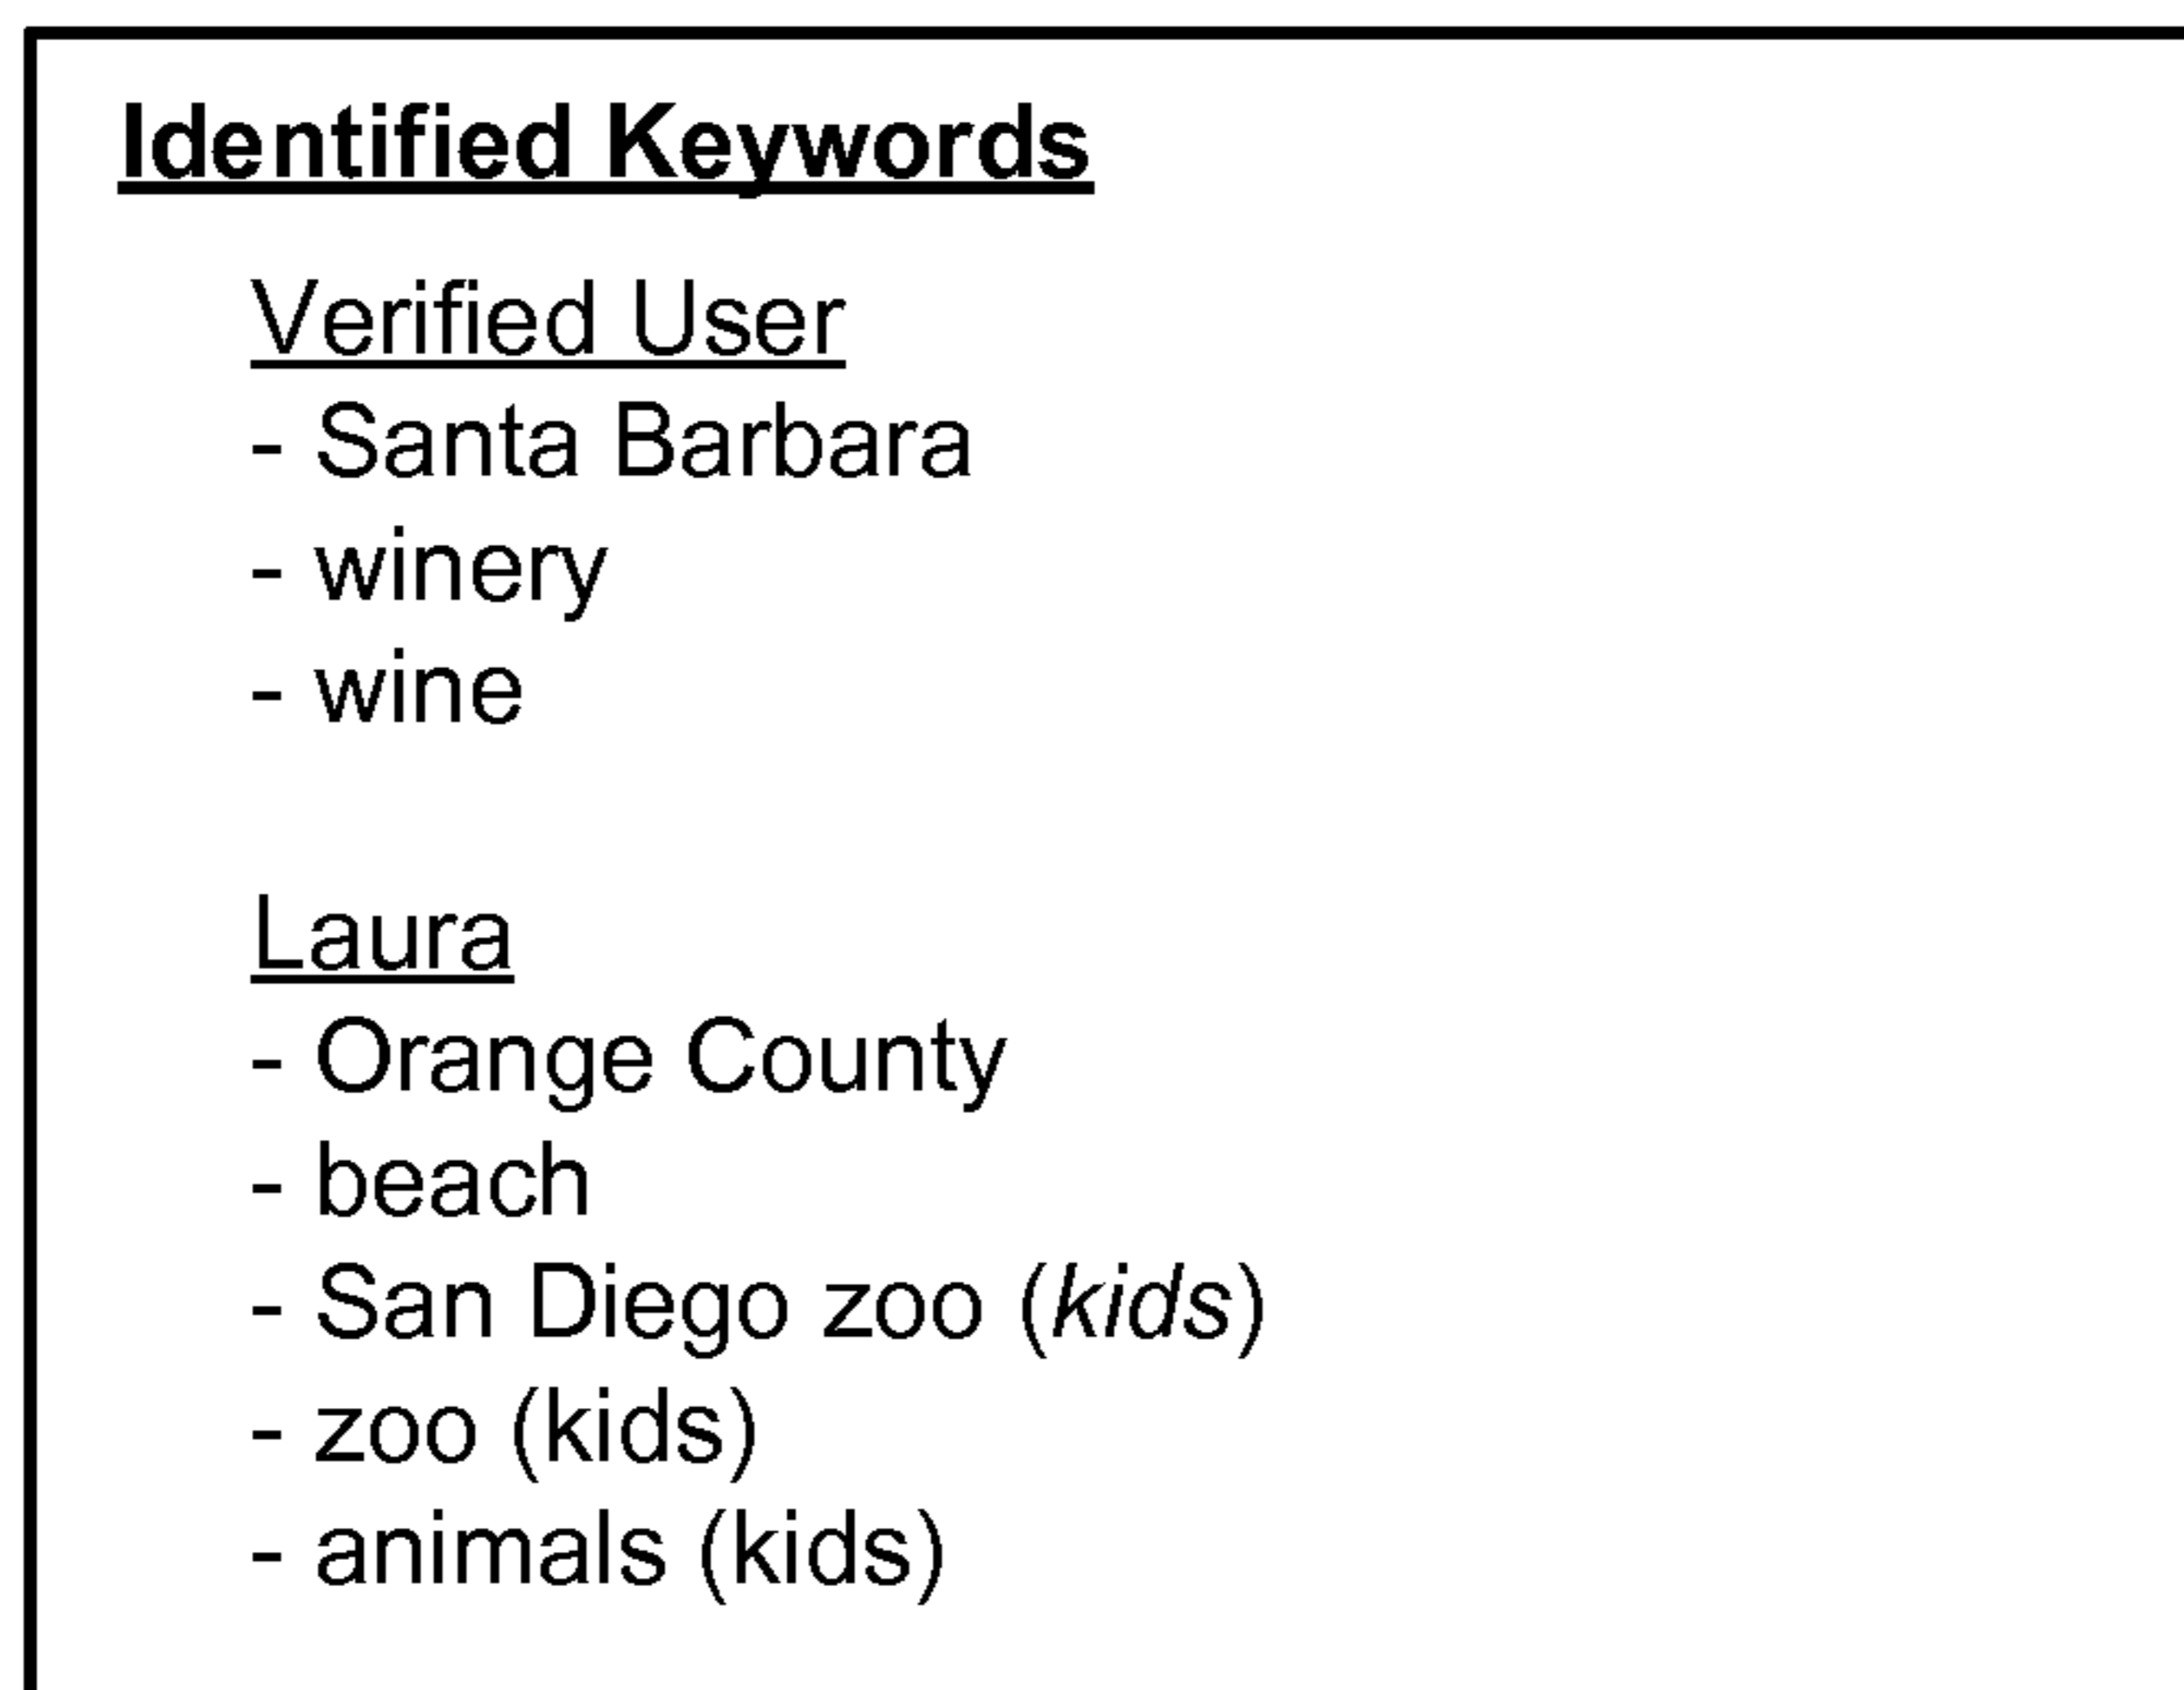 Identified Keywords
Verified User
- Santa Barbara
- winery
- wine
Laura
- Orange County
- beach
- San Diego zoo (kids)
- zoo (kids)
- animals (kids)